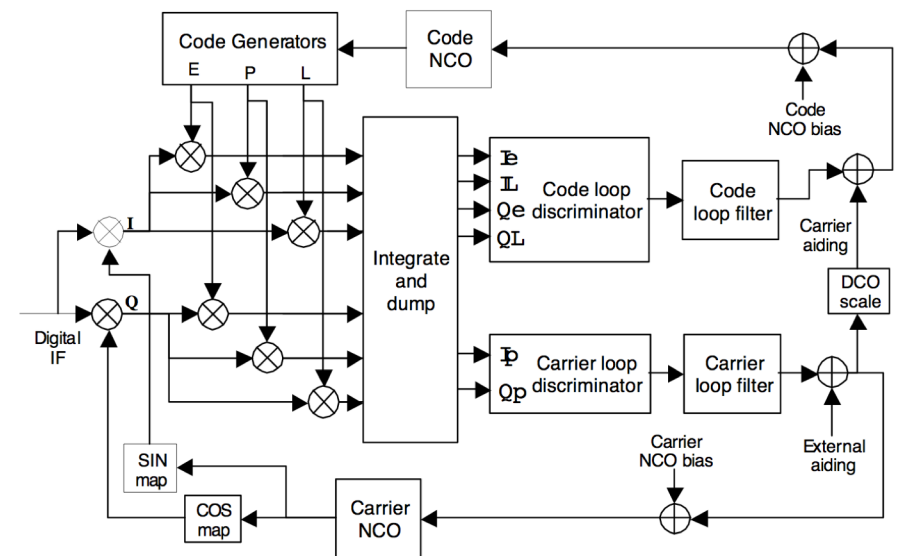 Code Generators
E P L
Code
NCO
Code
NCO bias
Ie
IL
Qe
QL
Code loop
discriminator
Code
loop filter
Carrier
aiding
I
Integrate
and
dump
DCO
scale
Q
Digital
IF
Ip
Qp
Carrier loop
discriminator
Carrier
loop filter
External
aiding
Carrier
NCO bias
SIN
map
COS
map
Carrier
NCO